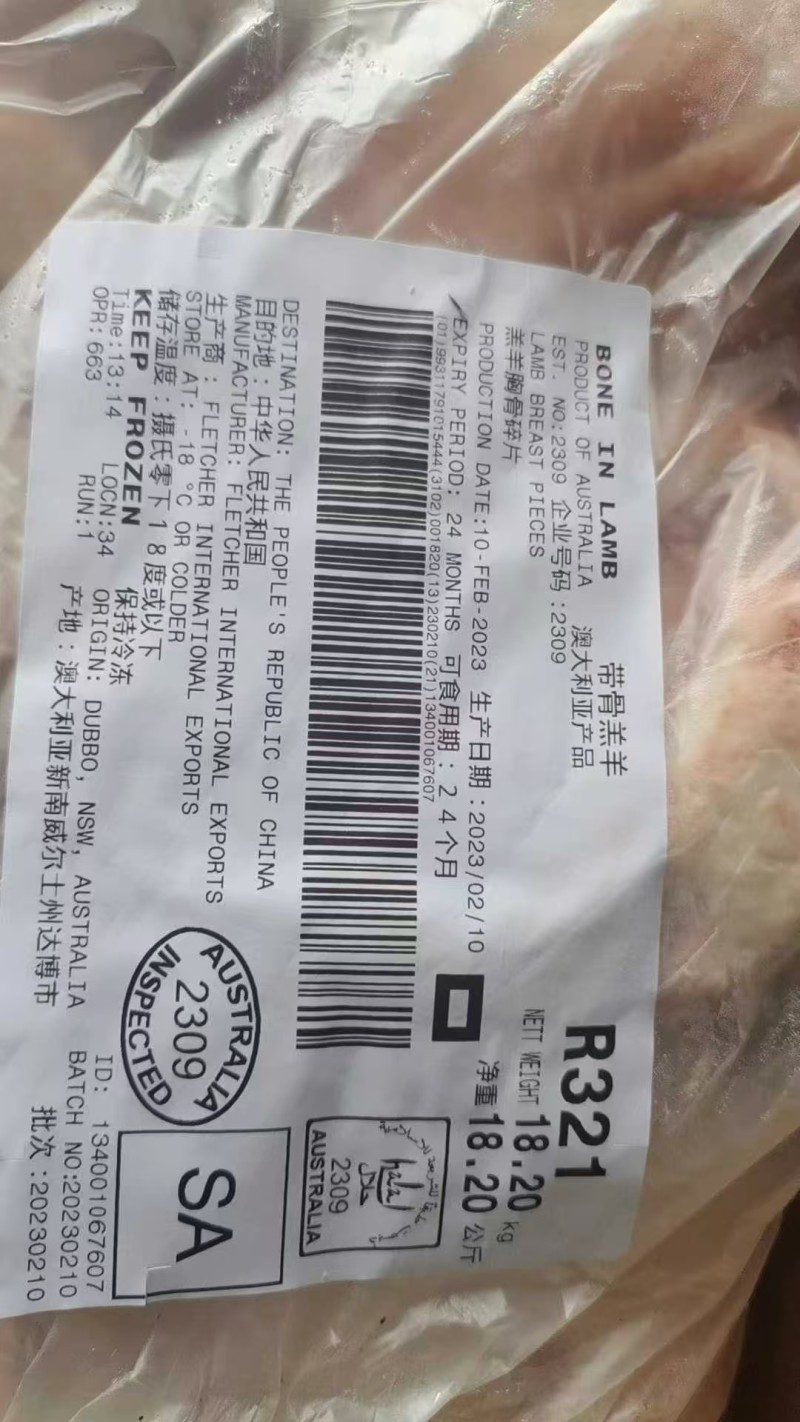 BONE IN LAMB 带骨羔羊
PRODUCT OF AUSTRALIA 澳大利亚产品
EST. NO:2309 企业号码:2309
LAMB BREAST PIECES
羔羊胸骨碎片
R321
NETT WEIGHT 18.20 kg
净重 18.20 公斤
PRODUCTION DATE:10-FEB-2023 生产日期:2023/02/10
EXPIRY PERIOD: 24 MONTHS 可食用期:24个月
(01)99311791015444(3102)001820(13)230210(21)134001067607
DESTINATION: THE PEOPLE'S REPUBLIC OF CHINA
目的地:中华人民共和国
MANUFACTURER: FLETCHER INTERNATIONAL EXPORTS
生产商:FLETCHER INTERNATIONAL EXPORTS
STORE AT: -18 °C OR COLDER
储存温度:摄氏零下18度或以下
KEEP FROZEN 保持冷冻
Time:13:14 LOCN:34 ORIGIN: DUBBO, NSW, AUSTRALIA
OPR:663 RUN:1 产地:澳大利亚新南威尔士州达博市
halal
حلال
2309
AUSTRALIA
AUSTRALIA
2309
INSPECTED
SA
ID: 134001067607
BATCH NO:20230210
批次:20230210